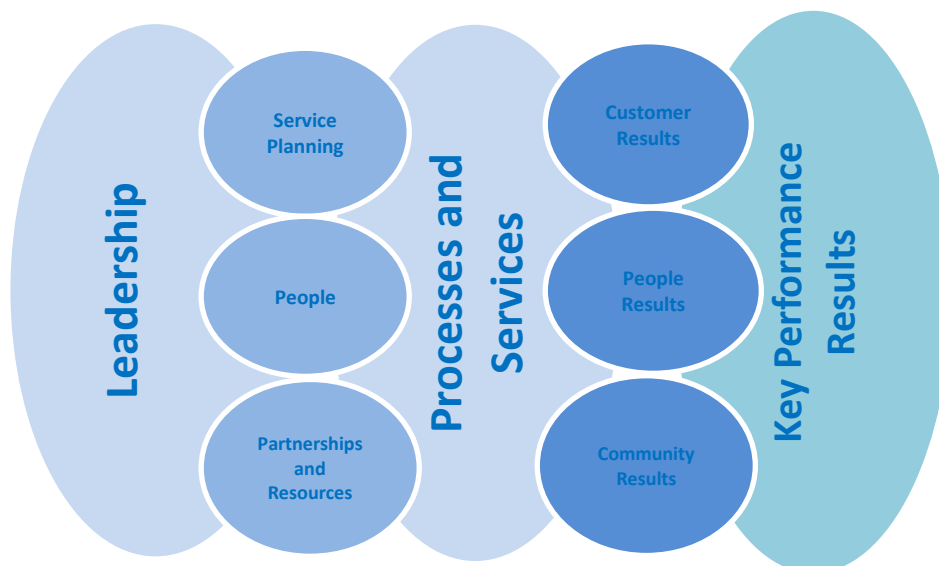 Leadership
Service
Planning
People
Partnerships
and
Resources
Processes and
Services
Customer
Results
People
Results
Community
Results
Key Performance
Results